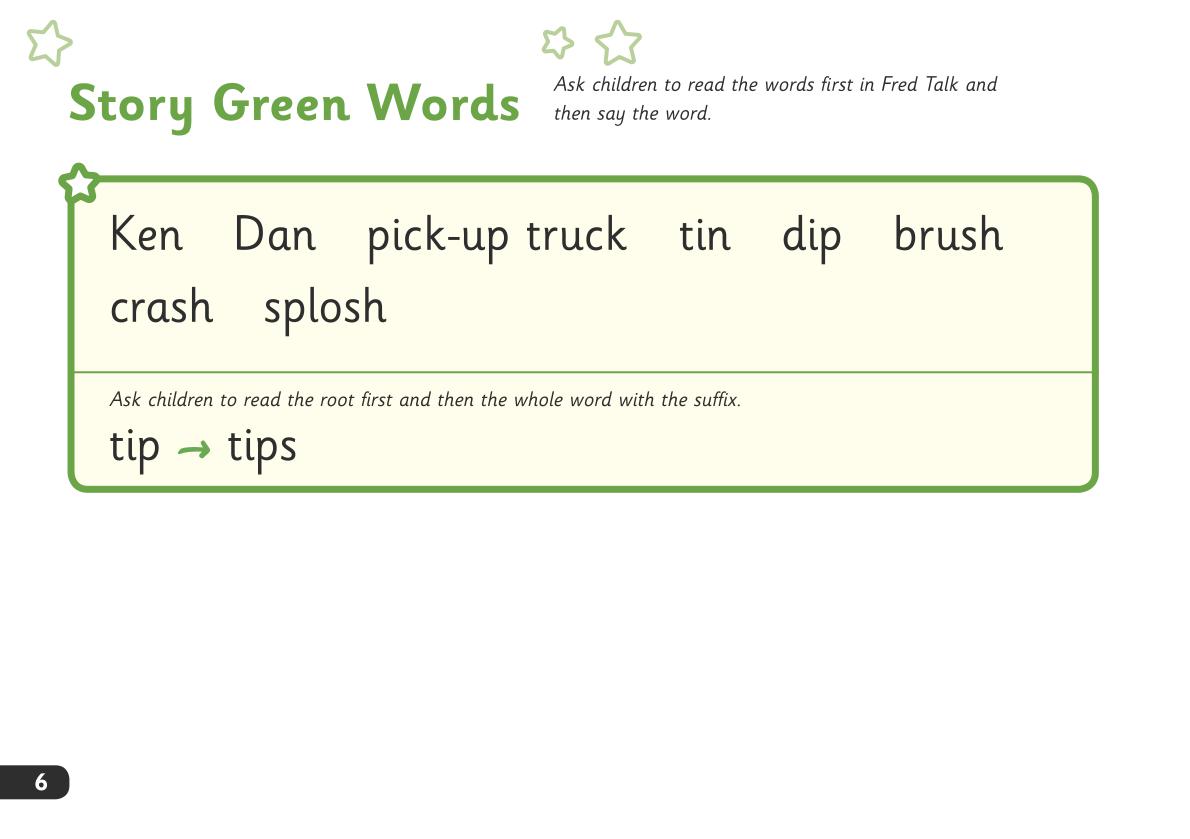 Story Green Words
Ask children to read the words first in Fred Talk and
then say the word.
Ken Dan pick-up truck tin dip brush
crash splosh
Ask children to read the root first and then the whole word with the suffix.
tip → tips
6